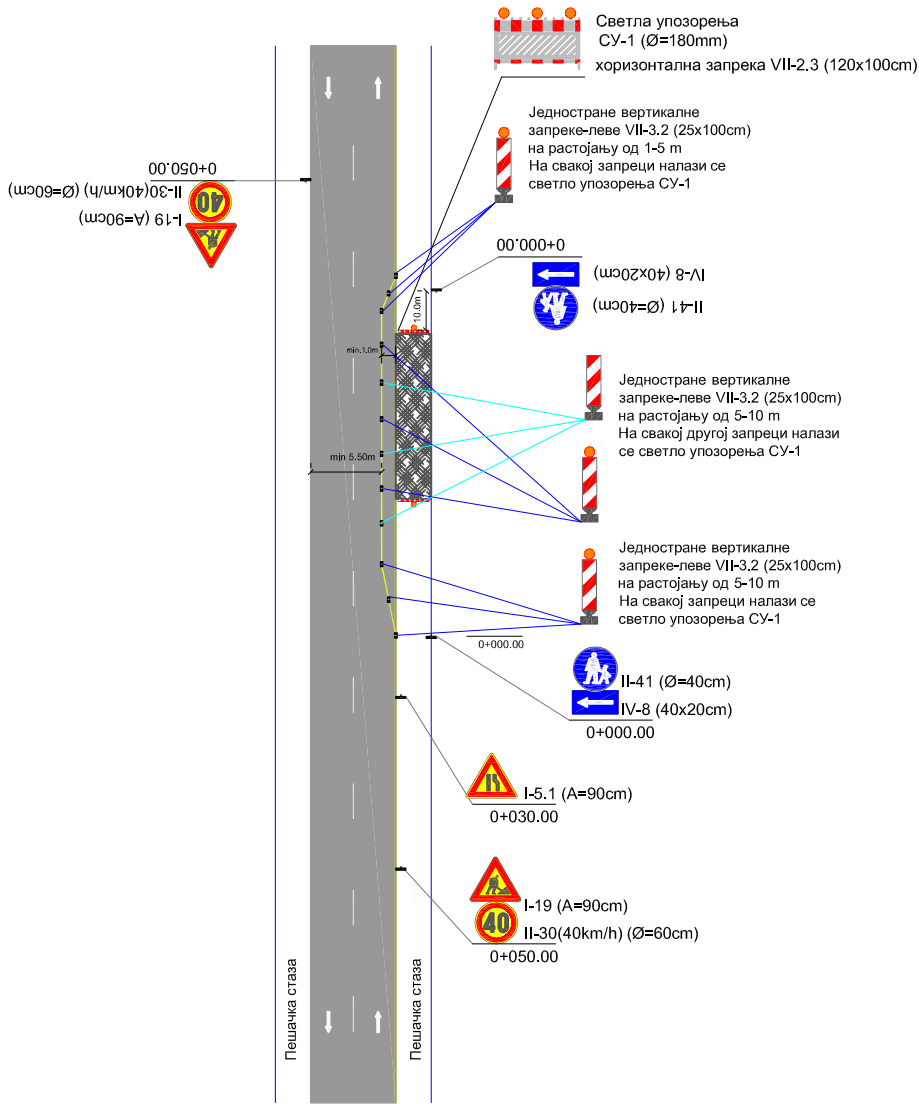 Светла упозорења
СУ-1 (Ø=180mm)
хоризонтална запрека VII-2.3 (120x100cm)
Једностране вертикалне
запреке-леве VII-3.2 (25x100cm)
на растојању од 1-5 m
На свакој запреци налази се
светло упозорења СУ-1
0+050.00
II-30(40km/h) (Ø=60cm)
40
I-19 (A=90cm)
0+000.00
IV-8 (40x20cm)
II-41 (Ø=40cm)
10.0m
min.1.0m
Једностране вертикалне
запреке-леве VII-3.2 (25x100cm)
на растојању од 5-10 m
На свакој другој запреци налази
се светло упозорења СУ-1
min 5.50m
Једностране вертикалне
запреке-леве VII-3.2 (25x100cm)
на растојању од 5-10 m
На свакој запреци налази се
светло упозорења СУ-1
0+000.00
II-41 (Ø=40cm)
IV-8 (40x20cm)
0+000.00
I-5.1 (A=90cm)
0+030.00
I-19 (A=90cm)
40
II-30(40km/h) (Ø=60cm)
0+050.00
Пешачка стаза
Пешачка стаза